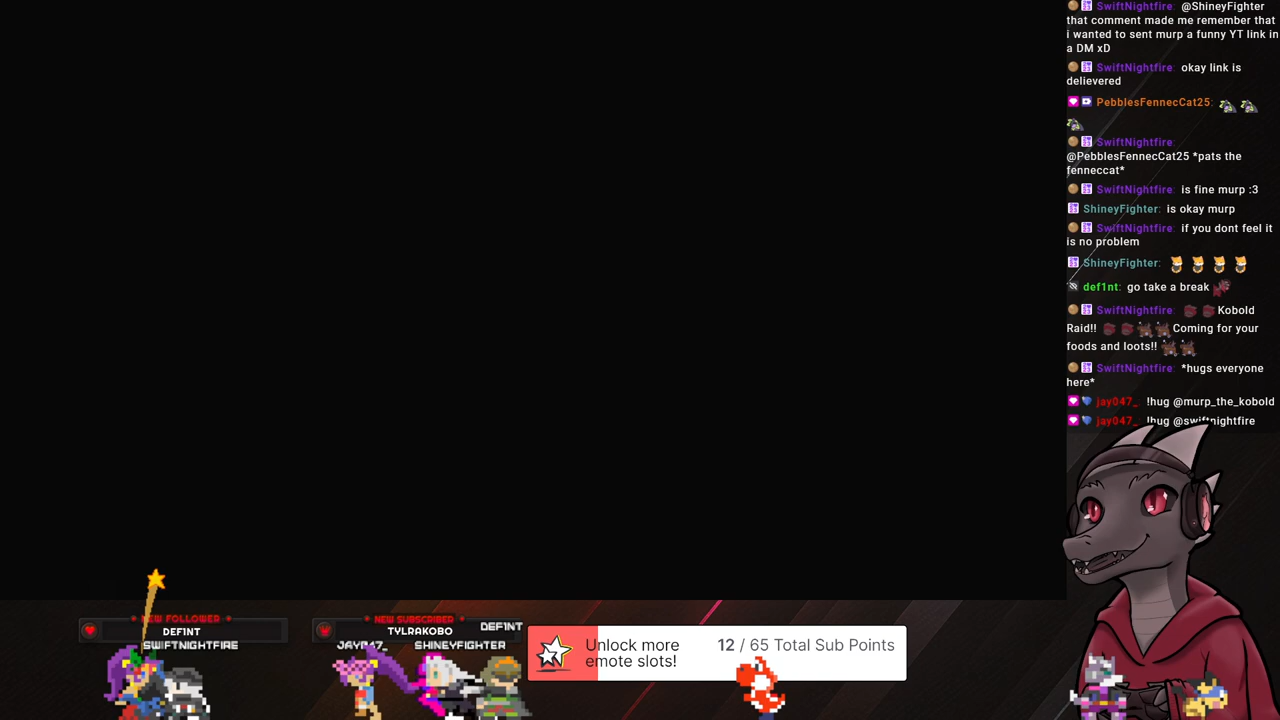 SwiftNightfire: @ShineyFighter
that comment made me remember that
i wanted to sent murp a funny YT link in
a DM xD
SwiftNightfire: okay link is
delievered
PebblesFennecCat25:
SwiftNightfire:
@PebblesFennecCat25 *pats the
fenneccat*
SwiftNightfire: is fine murp :3
ShineyFighter: is okay murp
SwiftNightfire: if you dont feel it
is no problem
ShineyFighter:
def1nt: go take a break
SwiftNightfire: Kobold
Raid!! Coming for your
foods and loots!!
SwiftNightfire: *hugs everyone
here*
jay047_: !hug @murp_the_kobold
jay047_: !hug @swiftnightfire
NEW FOLLOWER
DEF1NT
SWIFTNIGHTFIRE
NEW SUBSCRIBER
TYLRAKOBO
DEF1NT
JAY047_
SHINEYFIGHTER
Unlock more
emote slots!
12 / 65 Total Sub Points